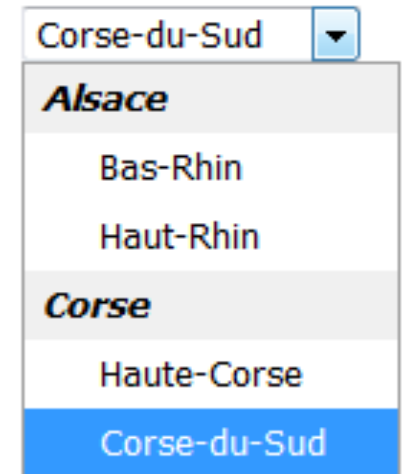 Corse-du-Sud
Alsace
Bas-Rhin
Haut-Rhin
Corse
Haute-Corse
Corse-du-Sud